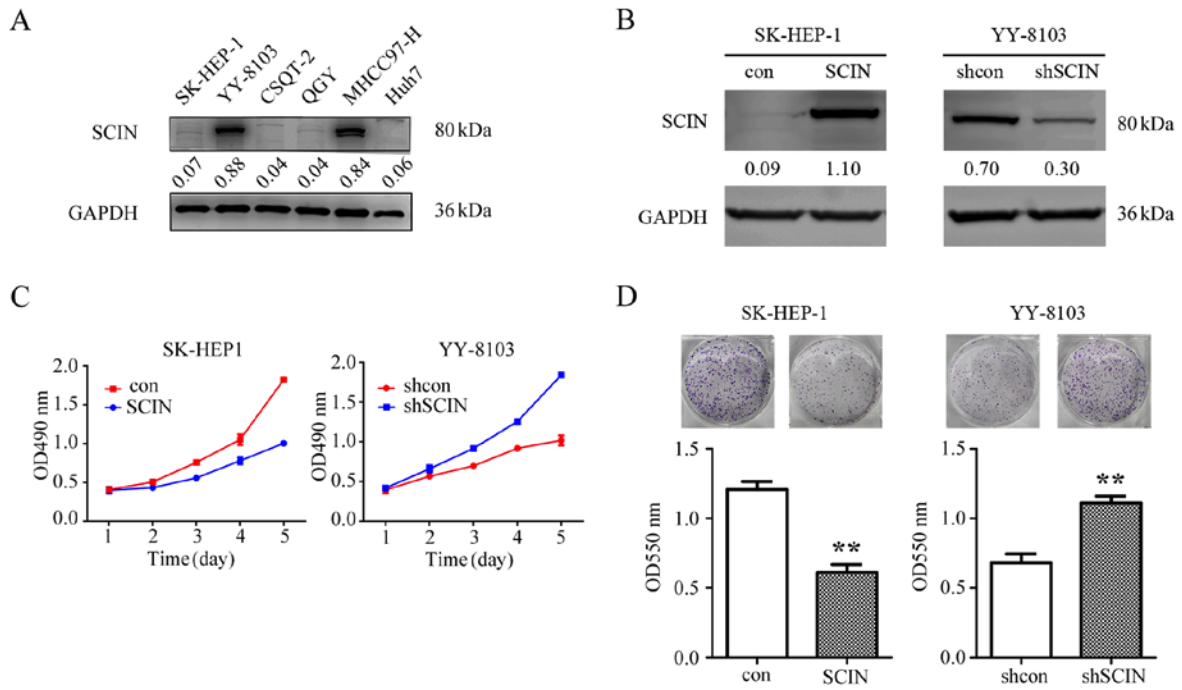 A
SK-HEP-1 YY-8103 CSQT-2 QGY MHCC97-H Huh7
SCIN 80 kDa
0.07 0.88 0.04 0.04 0.84 0.06
GAPDH 36 kDa
B
SK-HEP-1 YY-8103
con SCIN shcon shSCIN
SCIN 80 kDa
0.09 1.10 0.70 0.30
GAPDH 36 kDa
C
SK-HEP1
con
SCIN
OD490 nm
2.0
1.5
1.0
0.5
0.0
1 2 3 4 5
Time (day)
YY-8103
shcon
shSCIN
OD490 nm
2.0
1.5
1.0
0.5
0.0
1 2 3 4 5
Time (day)
D
SK-HEP-1
OD550 nm
1.5
1.0
0.5
0.0
**
con SCIN
YY-8103
OD550 nm
1.5
1.0
0.5
0.0
**
shcon shSCIN